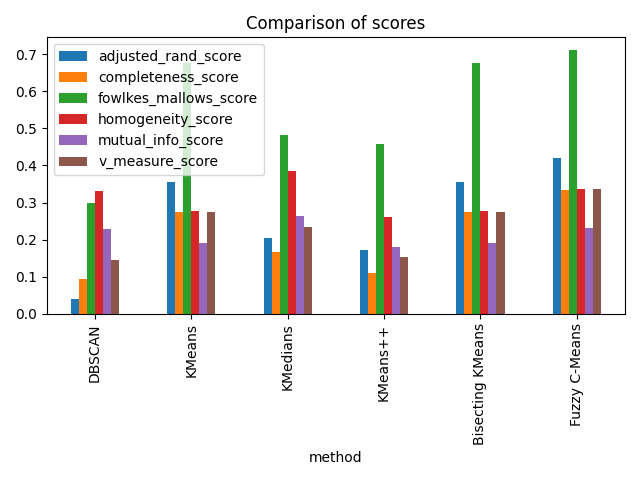 Comparison of scores
adjusted_rand_score
completeness_score
fowlkes_mallows_score
homogeneity_score
mutual_info_score
v_measure_score
0.7
0.6
0.5
0.4
0.3
0.2
0.1
0.0
DBSCAN
KMeans
KMedians
KMeans++
Bisecting KMeans
Fuzzy C-Means
method